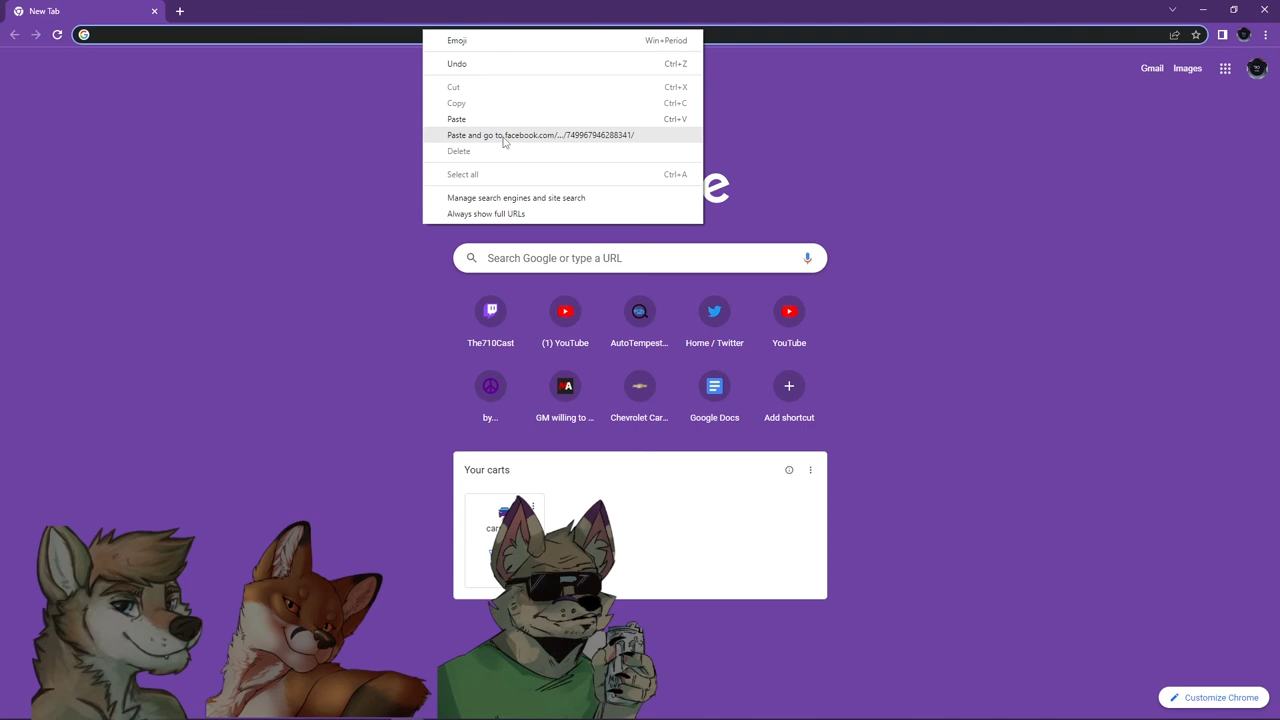 New Tab
Emoji Win+Period
Undo Ctrl+Z
Cut Ctrl+X
Copy Ctrl+C
Paste Ctrl+V
Paste and go to facebook.com/.../749967946288341/
Delete
Select all Ctrl+A
Manage search engines and site search
Always show full URLs
Gmail Images
e
Search Google or type a URL
The710Cast (1) YouTube AutoTempest... Home / Twitter YouTube
by... GM willing to ... Chevrolet Car... Google Docs Add shortcut
Your carts
Customize Chrome